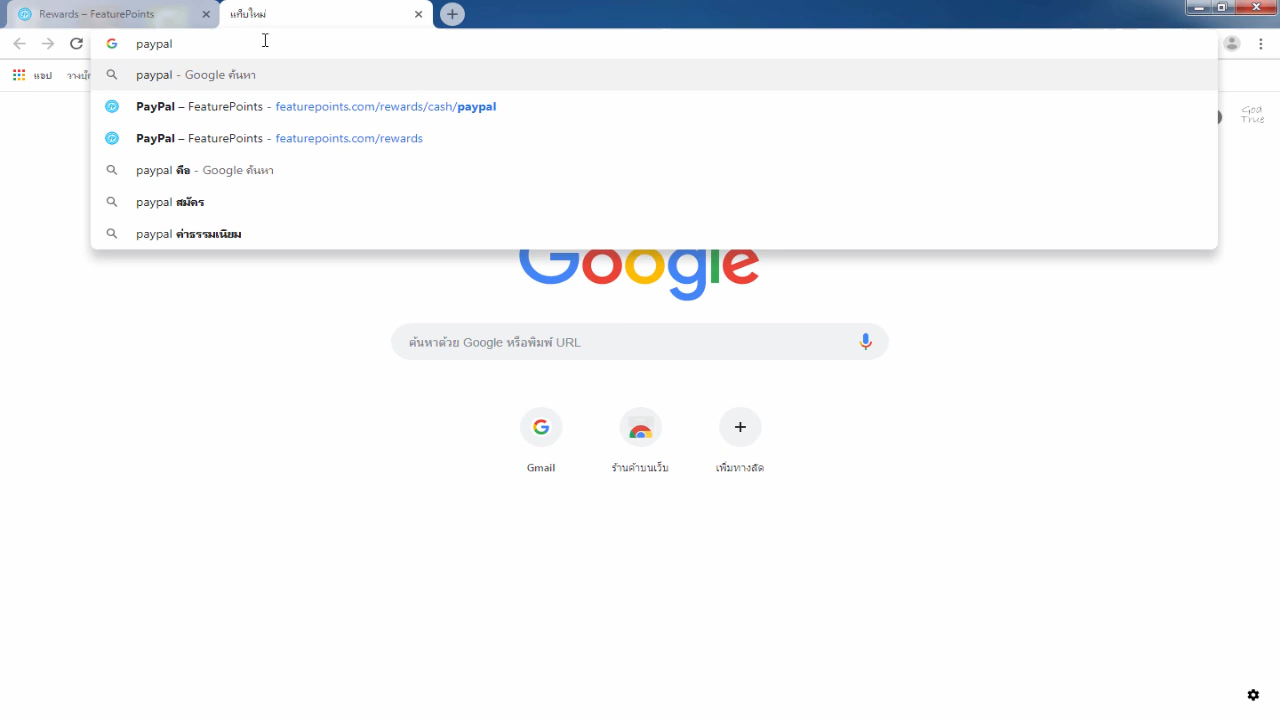 Rewards – FeaturePoints
แท็บใหม่
paypal
แอป
paypal - Google ค้นหา
PayPal – FeaturePoints - featurepoints.com/rewards/cash/paypal
PayPal – FeaturePoints - featurepoints.com/rewards
paypal คือ - Google ค้นหา
paypal สมัคร
paypal ค่าธรรมเนียม
God
True
Google
ค้นหาด้วย Google หรือพิมพ์ URL
Gmail
ร้านค้าบนเว็บ
เพิ่มทางลัด